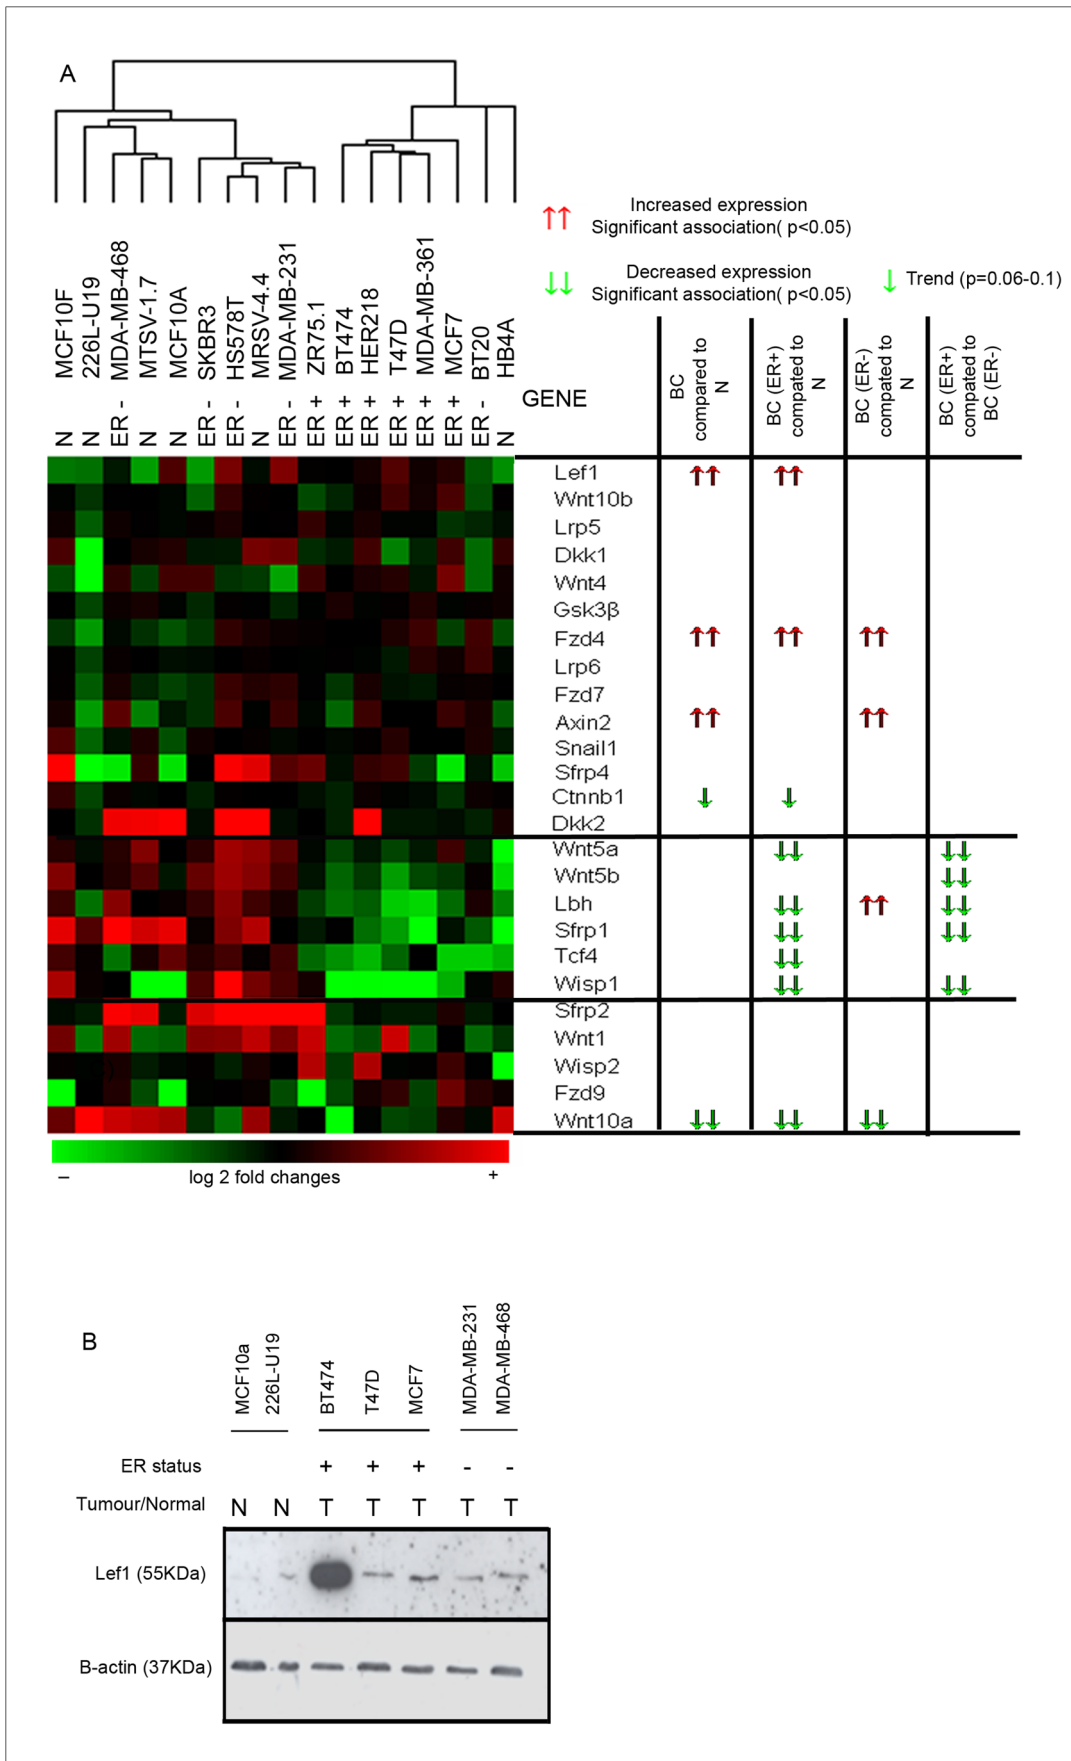 A
Increased expression
Significant association( p<0.05)
Decreased expression
Significant association( p<0.05)
Trend (p=0.06-0.1)
MCF10F
226L-U19
MDA-MB-468
MTSV-1.7
MCF10A
SKBR3
HS578T
MRSV-4.4
MDA-MB-231
ZR75.1
BT474
HER218
T47D
MDA-MB-361
MCF7
BT20
HB4A
N
N
ER -
N
N
ER -
ER -
N
ER -
ER +
ER +
ER +
ER +
ER +
ER +
ER -
N
GENE
BC
compared to
N
BC (ER+)
compated to
N
BC (ER-)
compated to
N
BC (ER+)
compated to
BC (ER-)
Lef1
Wnt10b
Lrp5
Dkk1
Wnt4
Gsk3β
Fzd4
Lrp6
Fzd7
Axin2
Snail1
Sfrp4
Ctnnb1
Dkk2
Wnt5a
Wnt5b
Lbh
Sfrp1
Tcf4
Wisp1
Sfrp2
Wnt1
Wisp2
Fzd9
Wnt10a
– log 2 fold changes +
B
MCF10a
226L-U19
BT474
T47D
MCF7
MDA-MB-231
MDA-MB-468
ER status + + + - -
Tumour/Normal N N T T T T T
Lef1 (55KDa)
B-actin (37KDa)